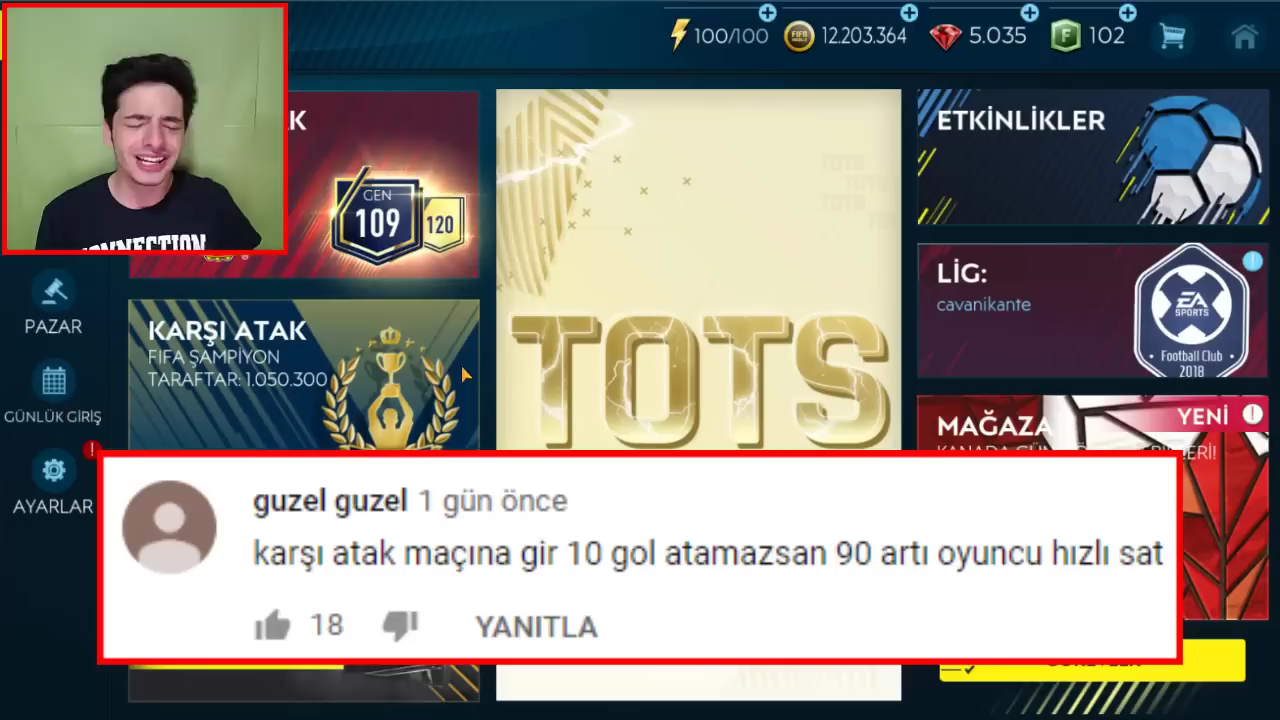 100/100
12.203.364
5.035
102
GEN
109
120
ETKİNLİKLER
LİG:
cavanikante
EA
SPORTS
Football Club
2018
PAZAR
GÜNLÜK GİRİŞ
AYARLAR
KARŞI ATAK
FIFA ŞAMPİYON
TARAFTAR: 1.050.300
TOTS
MAĞAZA
YENİ
guzel guzel 1 gün önce
karşı atak maçına gir 10 gol atamazsan 90 artı oyuncu hızlı sat
18
YANITLA